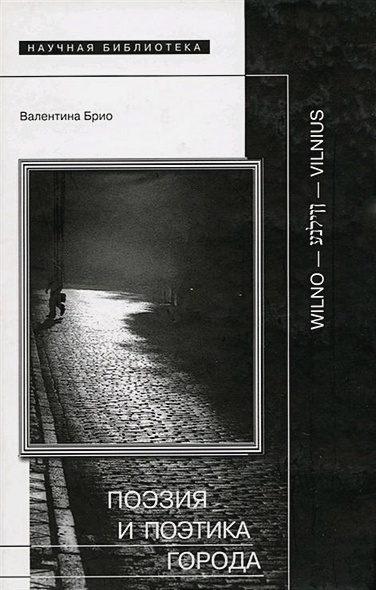 НАУЧНАЯ БИБЛИОТЕКА
Валентина Брио
WILNO — ווילנע — VILNIUS
ПОЭЗИЯ
И ПОЭТИКА
ГОРОДА